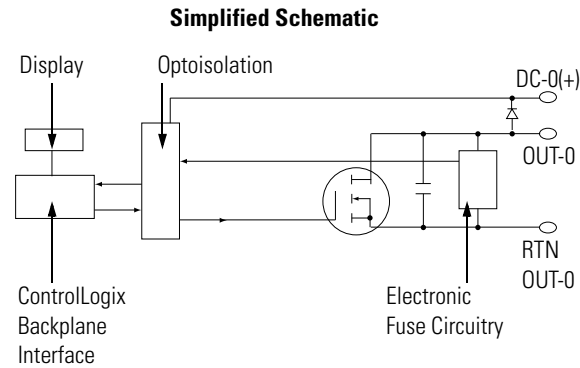 Simplified Schematic
Display
Optoisolation
DC-0(+)
OUT-0
RTN
OUT-0
ControlLogix
Backplane
Interface
Electronic
Fuse Circuitry